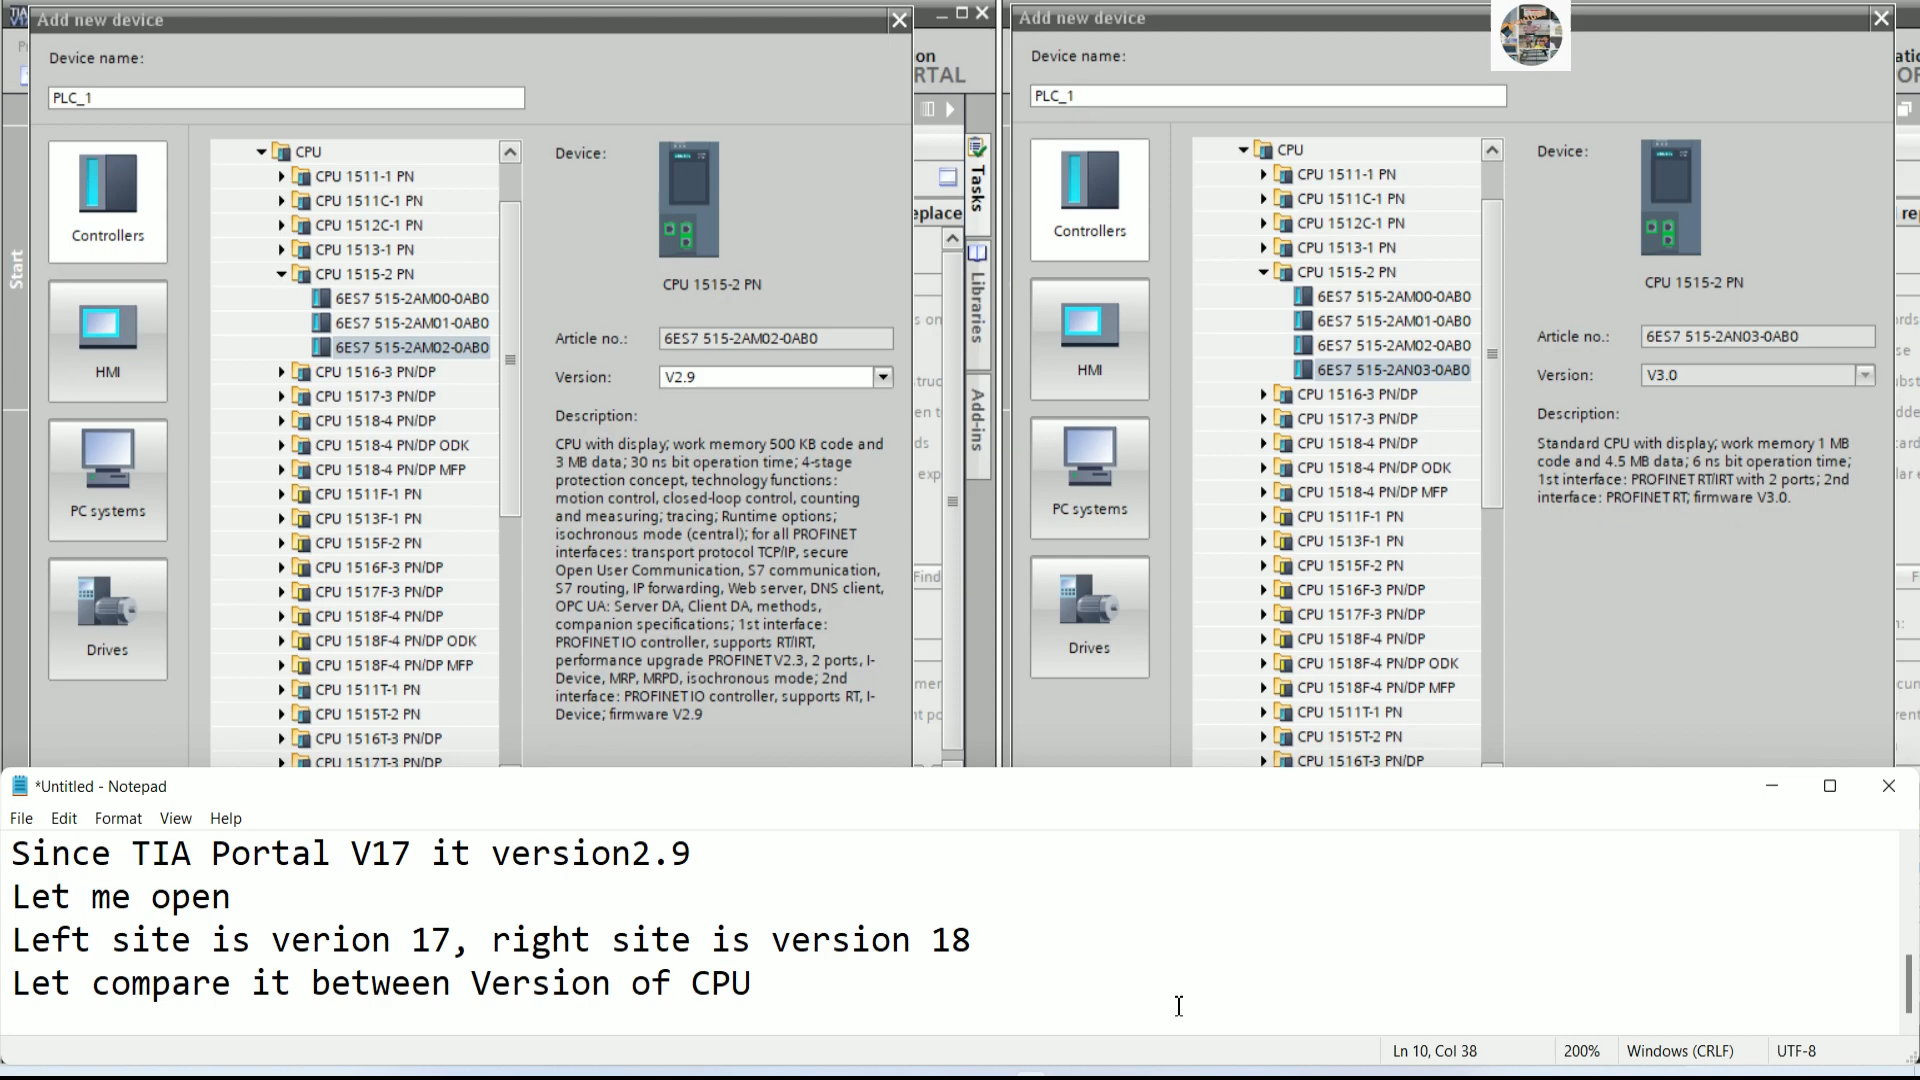 Add new device
Device name:
PLC_1
Controllers
HMI
PC systems
Drives
CPU
CPU 1511-1 PN
CPU 1511C-1 PN
CPU 1512C-1 PN
CPU 1513-1 PN
CPU 1515-2 PN
6ES7 515-2AM00-0AB0
6ES7 515-2AM01-0AB0
6ES7 515-2AM02-0AB0
CPU 1516-3 PN/DP
CPU 1517-3 PN/DP
CPU 1518-4 PN/DP
CPU 1518-4 PN/DP ODK
CPU 1518-4 PN/DP MFP
CPU 1511F-1 PN
CPU 1513F-1 PN
CPU 1515F-2 PN
CPU 1516F-3 PN/DP
CPU 1517F-3 PN/DP
CPU 1518F-4 PN/DP
CPU 1518F-4 PN/DP ODK
CPU 1518F-4 PN/DP MFP
CPU 1511T-1 PN
CPU 1515T-2 PN
CPU 1516T-3 PN/DP
CPU 1517T-3 PN/DP
Device:
CPU 1515-2 PN
Article no.: 6ES7 515-2AM02-0AB0
Version: V2.9
Description:
CPU with display; work memory 500 KB code and
3 MB data; 30 ns bit operation time; 4-stage
protection concept, technology functions:
motion control, closed-loop control, counting
and measuring; tracing; Runtime options;
isochronous mode (central); for all PROFINET
interfaces: transport protocol TCP/IP, secure
Open User Communication, S7 communication,
S7 routing, IP forwarding, Web server, DNS client,
OPC UA: Server DA, Client DA, methods,
companion specifications; 1st interface:
PROFINET IO controller, supports RT/IRT,
performance upgrade PROFINET V2.3, 2 ports, I-
Device, MRP, MRPD, isochronous mode; 2nd
interface: PROFINET IO controller, supports RT, I-
Device; firmware V2.9
Start
Tasks
Libraries
Add-ins
on
RTAL
eplace
Find
Add new device
Device name:
PLC_1
Controllers
HMI
PC systems
Drives
CPU
CPU 1511-1 PN
CPU 1511C-1 PN
CPU 1512C-1 PN
CPU 1513-1 PN
CPU 1515-2 PN
6ES7 515-2AM00-0AB0
6ES7 515-2AM01-0AB0
6ES7 515-2AM02-0AB0
6ES7 515-2AN03-0AB0
CPU 1516-3 PN/DP
CPU 1517-3 PN/DP
CPU 1518-4 PN/DP
CPU 1518-4 PN/DP ODK
CPU 1518-4 PN/DP MFP
CPU 1511F-1 PN
CPU 1513F-1 PN
CPU 1515F-2 PN
CPU 1516F-3 PN/DP
CPU 1517F-3 PN/DP
CPU 1518F-4 PN/DP
CPU 1518F-4 PN/DP ODK
CPU 1518F-4 PN/DP MFP
CPU 1511T-1 PN
CPU 1515T-2 PN
CPU 1516T-3 PN/DP
Device:
CPU 1515-2 PN
Article no.: 6ES7 515-2AN03-0AB0
Version: V3.0
Description:
Standard CPU with display; work memory 1 MB
code and 4.5 MB data; 6 ns bit operation time;
1st interface: PROFINET RT/IRT with 2 ports; 2nd
interface: PROFINET RT; firmware V3.0.
*Untitled - Notepad
File Edit Format View Help
Since TIA Portal V17 it version2.9
Let me open
Left site is verion 17, right site is version 18
Let compare it between Version of CPU
Ln 10, Col 38 200% Windows (CRLF) UTF-8